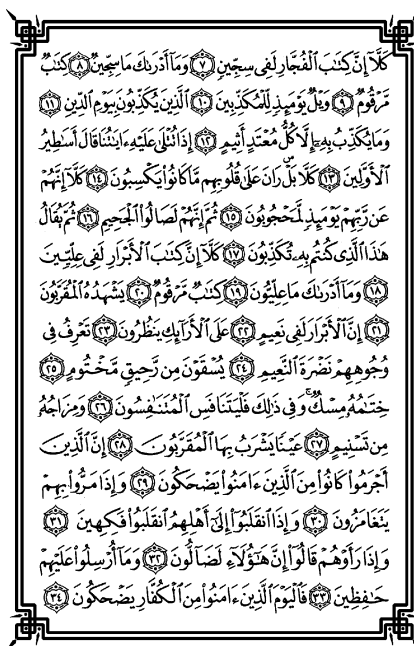 كَلَّآ إِنَّ كِتَٰبَ ٱلْفُجَّارِ لَفِى سِجِّينٍ ٧ وَمَآ أَدْرَىٰكَ مَا سِجِّينٌ ٨ كِتَٰبٌ
مَّرْقُومٌ ٩ وَيْلٌ يَوْمَئِذٍ لِّلْمُكَذِّبِينَ ١٠ ٱلَّذِينَ يُكَذِّبُونَ بِيَوْمِ ٱلدِّينِ ١١
وَمَا يُكَذِّبُ بِهِۦٓ إِلَّا كُلُّ مُعْتَدٍ أَثِيمٍ ١٢ إِذَا تُتْلَىٰ عَلَيْهِ ءَايَٰتُنَا قَالَ أَسَٰطِيرُ
ٱلْأَوَّلِينَ ١٣ كَلَّا ۖ بَلْ ۜ رَانَ عَلَىٰ قُلُوبِهِم مَّا كَانُوا۟ يَكْسِبُونَ ١٤ كَلَّآ إِنَّهُمْ
عَن رَّبِّهِمْ يَوْمَئِذٍ لَّمَحْجُوبُونَ ١٥ ثُمَّ إِنَّهُمْ لَصَالُوا۟ ٱلْجَحِيمِ ١٦ ثُمَّ يُقَالُ
هَٰذَا ٱلَّذِى كُنتُم بِهِۦ تُكَذِّبُونَ ١٧ كَلَّآ إِنَّ كِتَٰبَ ٱلْأَبْرَارِ لَفِى عِلِّيِّينَ
١٨ وَمَآ أَدْرَىٰكَ مَا عِلِّيُّونَ ١٩ كِتَٰبٌ مَّرْقُومٌ ٢٠ يَشْهَدُهُ ٱلْمُقَرَّبُونَ
٢١ إِنَّ ٱلْأَبْرَارَ لَفِى نَعِيمٍ ٢٢ عَلَى ٱلْأَرَآئِكِ يَنظُرُونَ ٢٣ تَعْرِفُ فِى
وُجُوهِهِمْ نَضْرَةَ ٱلنَّعِيمِ ٢٤ يُسْقَوْنَ مِن رَّحِيقٍ مَّخْتُومٍ ٢٥
خِتَٰمُهُۥ مِسْكٌ ۚ وَفِى ذَٰلِكَ فَلْيَتَنَافَسِ ٱلْمُتَنَٰفِسُونَ ٢٦ وَمِزَاجُهُۥ
مِن تَسْنِيمٍ ٢٧ عَيْنًا يَشْرَبُ بِهَا ٱلْمُقَرَّبُونَ ٢٨ إِنَّ ٱلَّذِينَ
أَجْرَمُوا۟ كَانُوا۟ مِنَ ٱلَّذِينَ ءَامَنُوا۟ يَضْحَكُونَ ٢٩ وَإِذَا مَرُّوا۟ بِهِمْ
يَتَغَامَزُونَ ٣٠ وَإِذَا ٱنقَلَبُوٓا۟ إِلَىٰٓ أَهْلِهِمُ ٱنقَلَبُوا۟ فَكِهِينَ ٣١
وَإِذَا رَأَوْهُمْ قَالُوٓا۟ إِنَّ هَٰٓؤُلَآءِ لَضَآلُّونَ ٣٢ وَمَآ أُرْسِلُوا۟ عَلَيْهِمْ
حَٰفِظِينَ ٣٣ فَٱلْيَوْمَ ٱلَّذِينَ ءَامَنُوا۟ مِنَ ٱلْكُفَّارِ يَضْحَكُونَ ٣٤